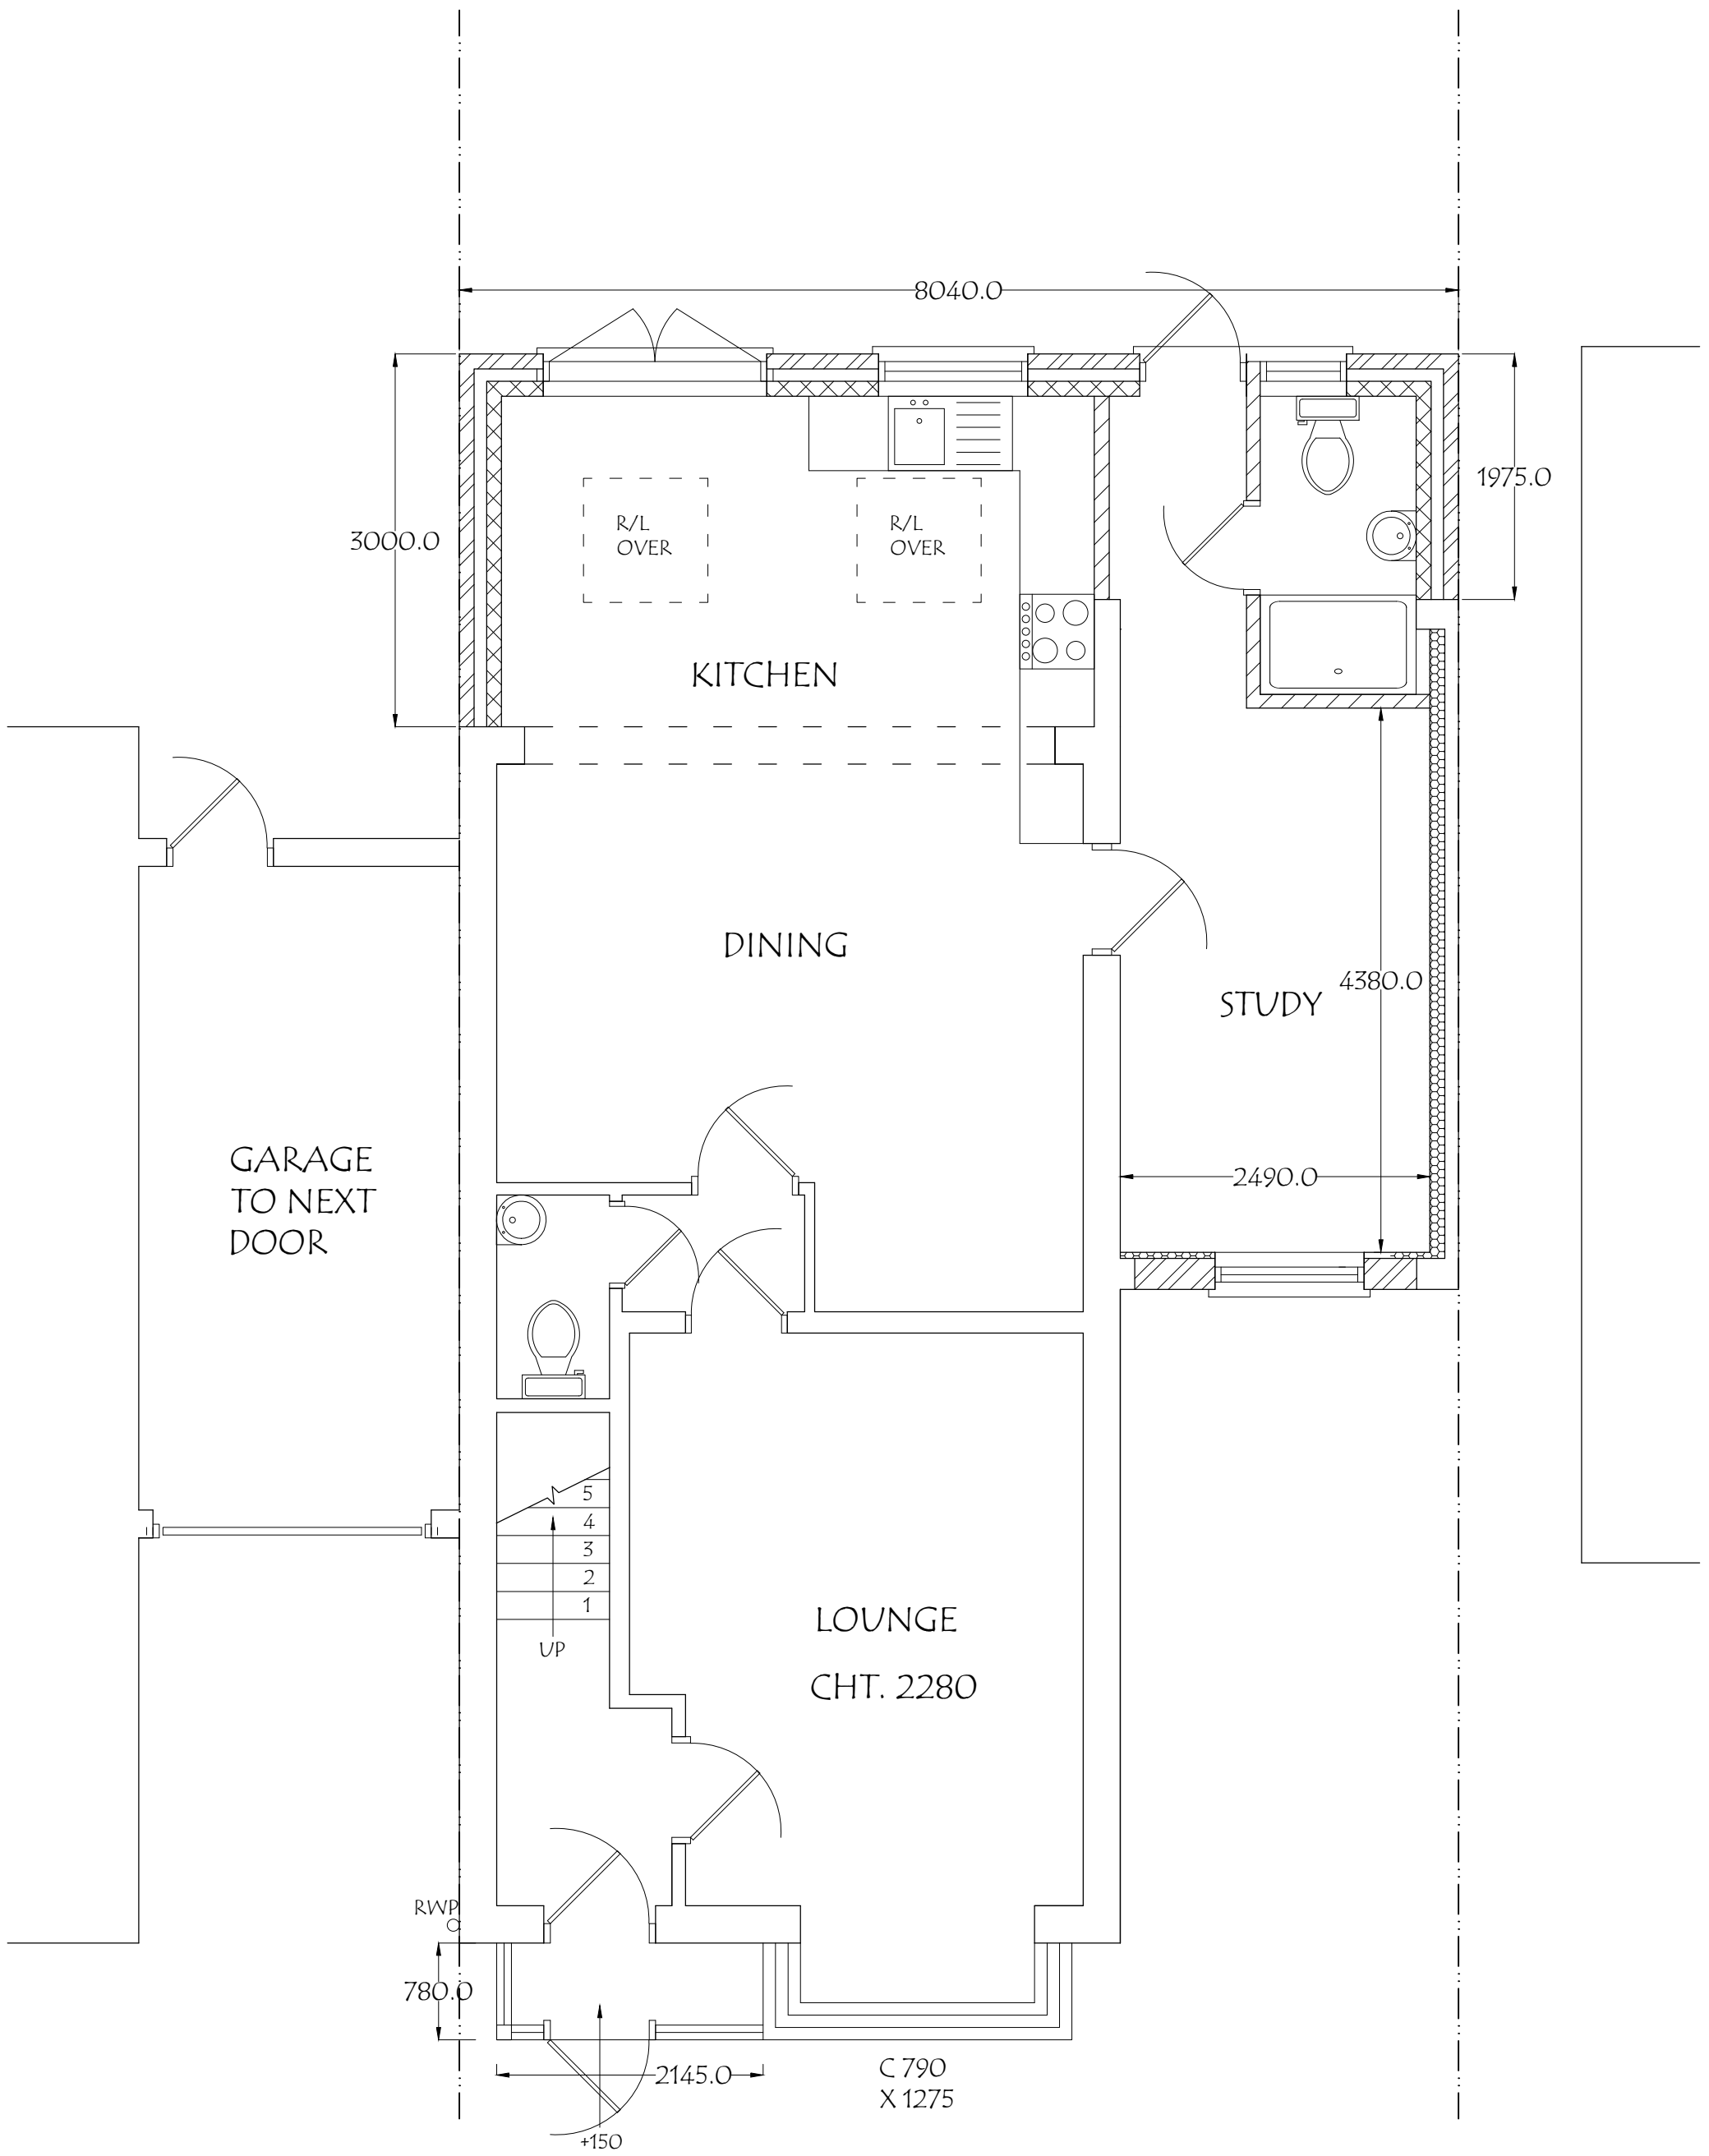 8040.0
1975.0
3000.0
R/L
OVER
R/L
OVER
KITCHEN
DINING
4380.0
STUDY
2490.0
GARAGE
TO NEXT
DOOR
5
4
3
2
1
UP
LOUNGE
CHT. 2280
RWP
780.0
2145.0
C 790
X 1275
+150